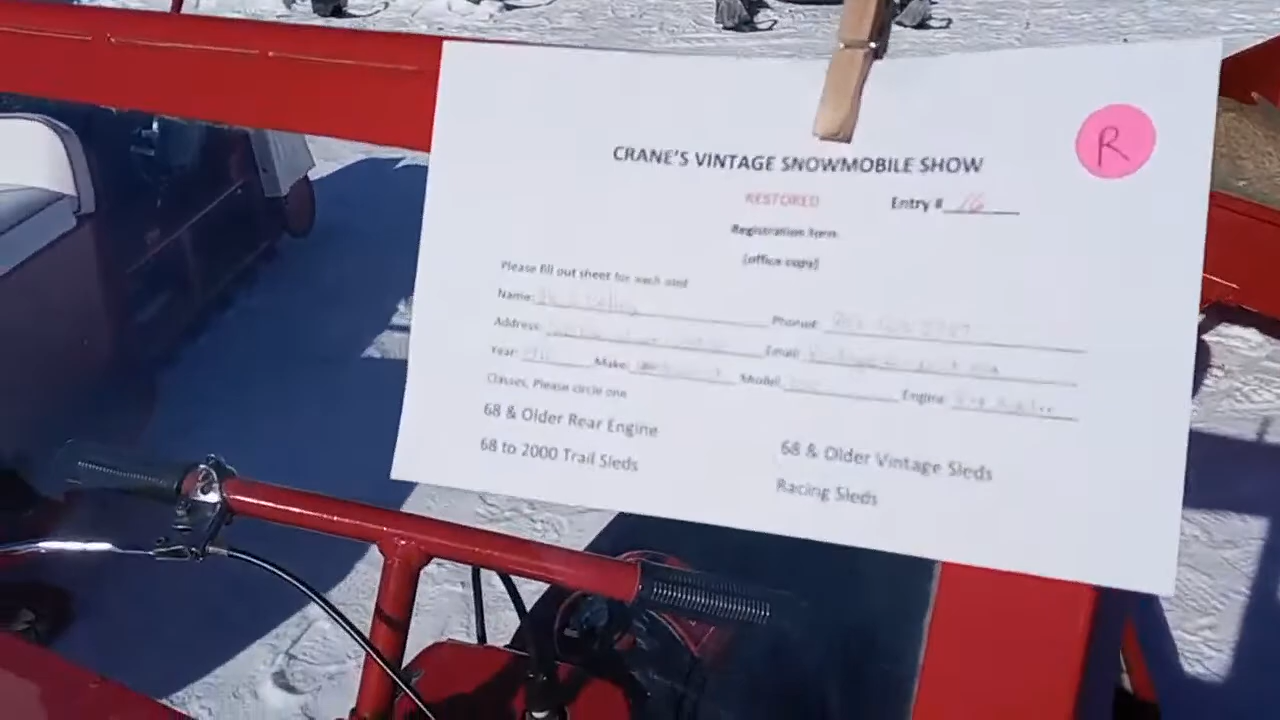 R
CRANE'S VINTAGE SNOWMOBILE SHOW
RESTORED
Entry # 16
Registration form
(office copy)
Please fill out sheet for each sled
Name:
Phone#:
Address:
Email:
Year: Make: Model: Engine:
Classes, Please circle one
68 & Older Rear Engine
68 & Older Vintage Sleds
68 to 2000 Trail Sleds
Racing Sleds